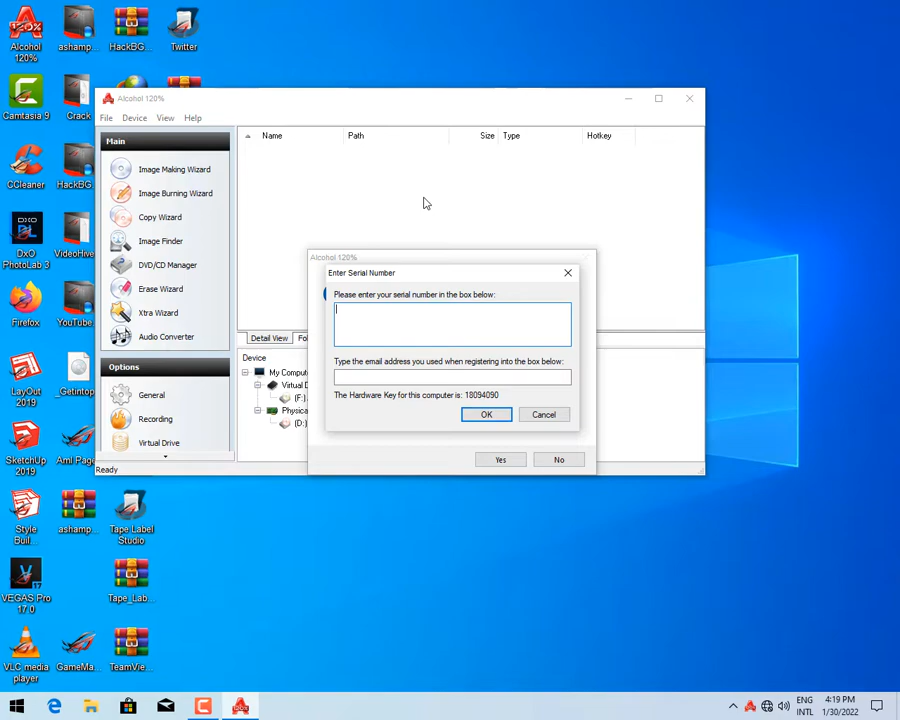 Alcohol
120%
ashamp...
HackBG...
Twitter
Camtasia 9
Crack
CCleaner
HackBG...
DxO
PhotoLab 3
VideoHive...
Firefox
YouTube...
LayOut
2019
_Getintop...
SketchUp
2019
Aml Page...
Style
Buil...
ashamp...
Tape Label
Studio
VEGAS Pro
17.0
Tape_Lab...
VLC media
player
GameMa...
TeamVie...
Alcohol 120%
File
Device
View
Help
Main
Image Making Wizard
Image Burning Wizard
Copy Wizard
Image Finder
DVD/CD Manager
Erase Wizard
Xtra Wizard
Audio Converter
Options
General
Recording
Virtual Drive
Ready
Name
Path
Size
Type
Hotkey
Detail View
Device
My Compu
Virtual D
(F:)
Physica
(D:)
Alcohol 120%
Enter Serial Number
Please enter your serial number in the box below:
Type the email address you used when registering into the box below:
The Hardware Key for this computer is: 18094090
OK
Cancel
Yes
No
ENG
INTL
4:19 PM
1/30/2022